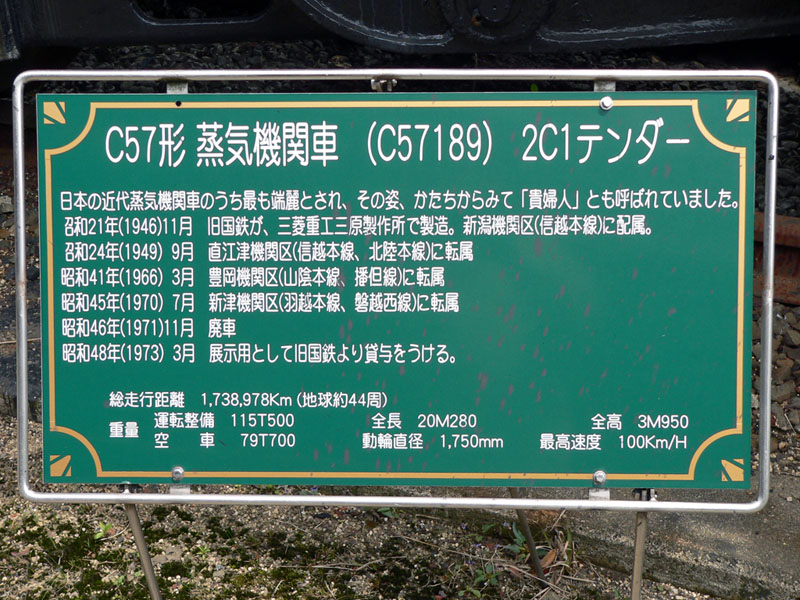 C57形 蒸気機関車 （C57189） 2C1テンダー
日本の近代蒸気機関車のうち最も端麗とされ、その姿、かたちからみて「貴婦人」とも呼ばれていました。
昭和21年(1946)11月 旧国鉄が、三菱重工三原製作所で製造。新潟機関区(信越本線)に配属。
昭和24年(1949) 9月 直江津機関区(信越本線、北陸本線)に転属
昭和41年(1966) 3月 豊岡機関区(山陰本線、播但線)に転属
昭和45年(1970) 7月 新津機関区(羽越本線、磐越西線)に転属
昭和46年(1971)11月 廃車
昭和48年(1973) 3月 展示用として旧国鉄より貸与をうける。
総走行距離 1,738,978Km (地球約44周)
重量 運転整備 115T500 全長 20M280 全高 3M950
空車 79T700 動輪直径 1,750mm 最高速度 100Km/H